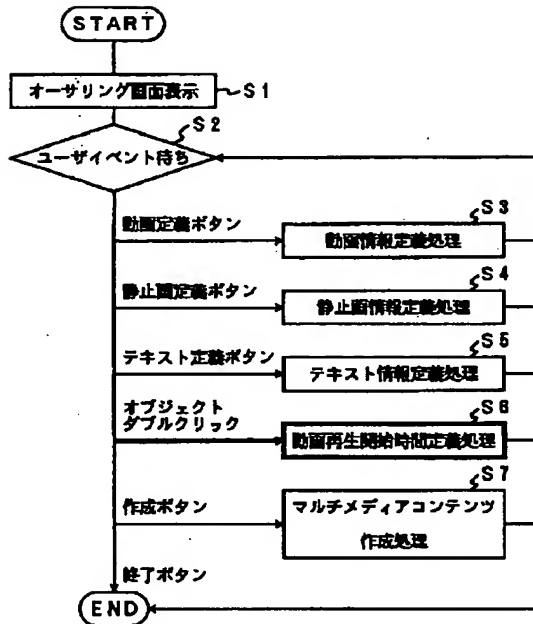 START
オーサリング画面表示
S1
S2
ユーザイベント待ち
S3
動画定義ボタン
動画情報定義処理
S4
静止画定義ボタン
静止画情報定義処理
S5
テキスト定義ボタン
テキスト情報定義処理
オブジェクト
ダブルクリック
S6
動画再生開始時間定義処理
S7
作成ボタン
マルチメディアコンテンツ
作成処理
終了ボタン
END